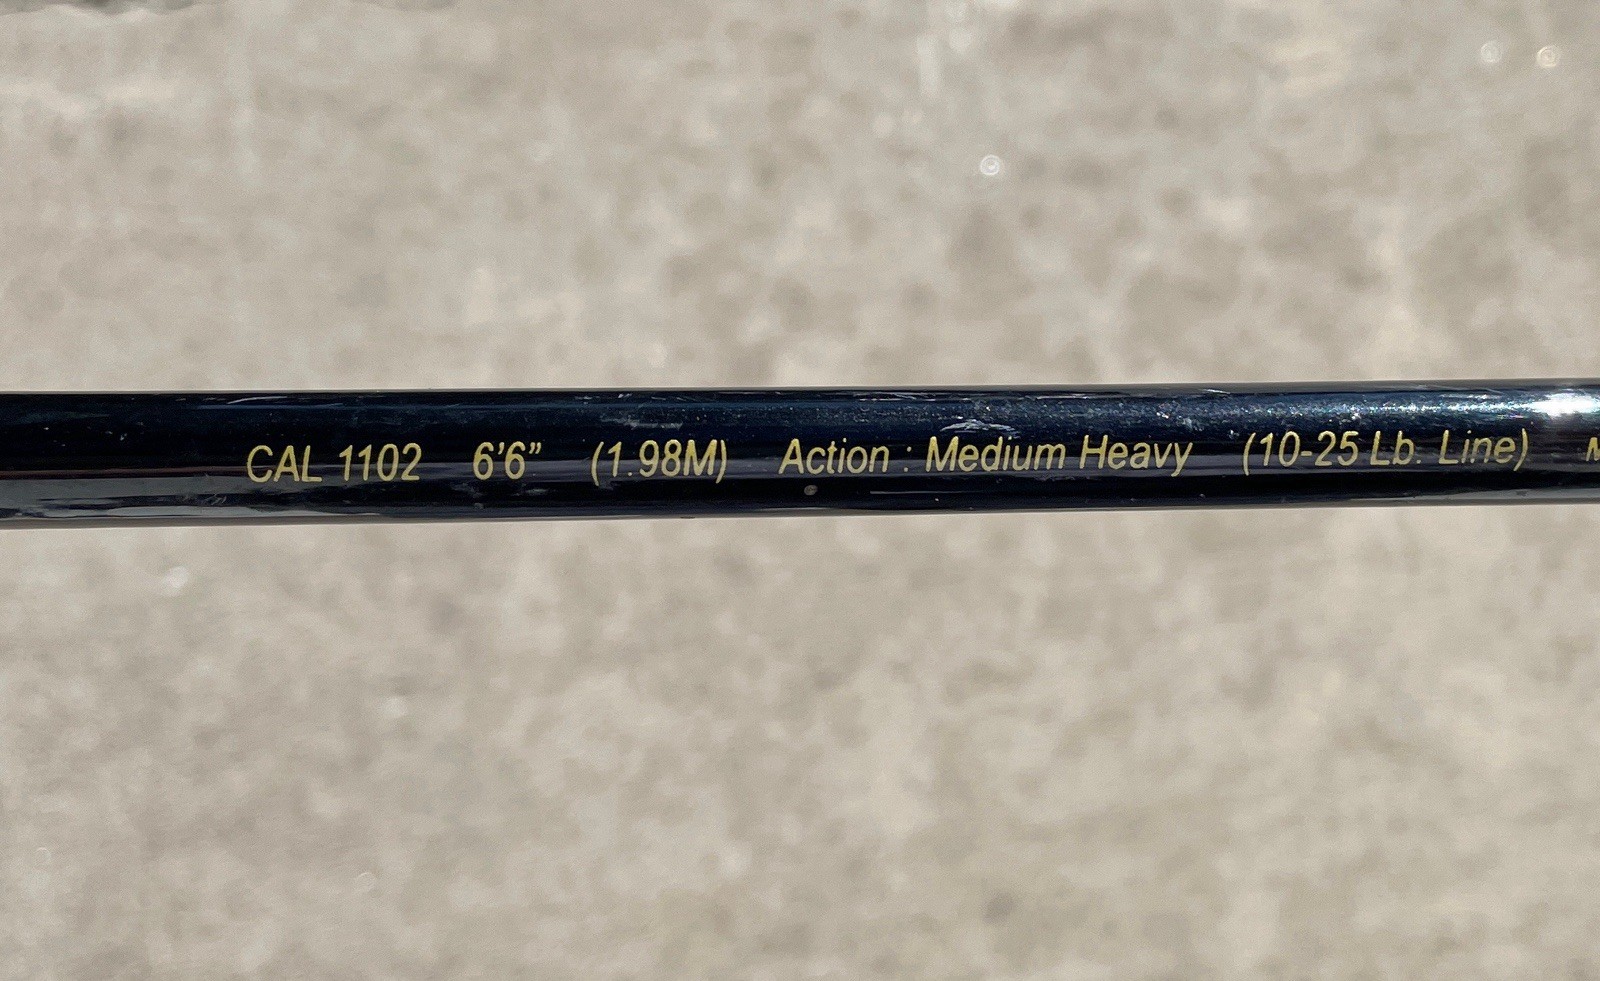 CAL 1102 6'6” (1.98M) Action : Medium Heavy (10-25 Lb. Line)